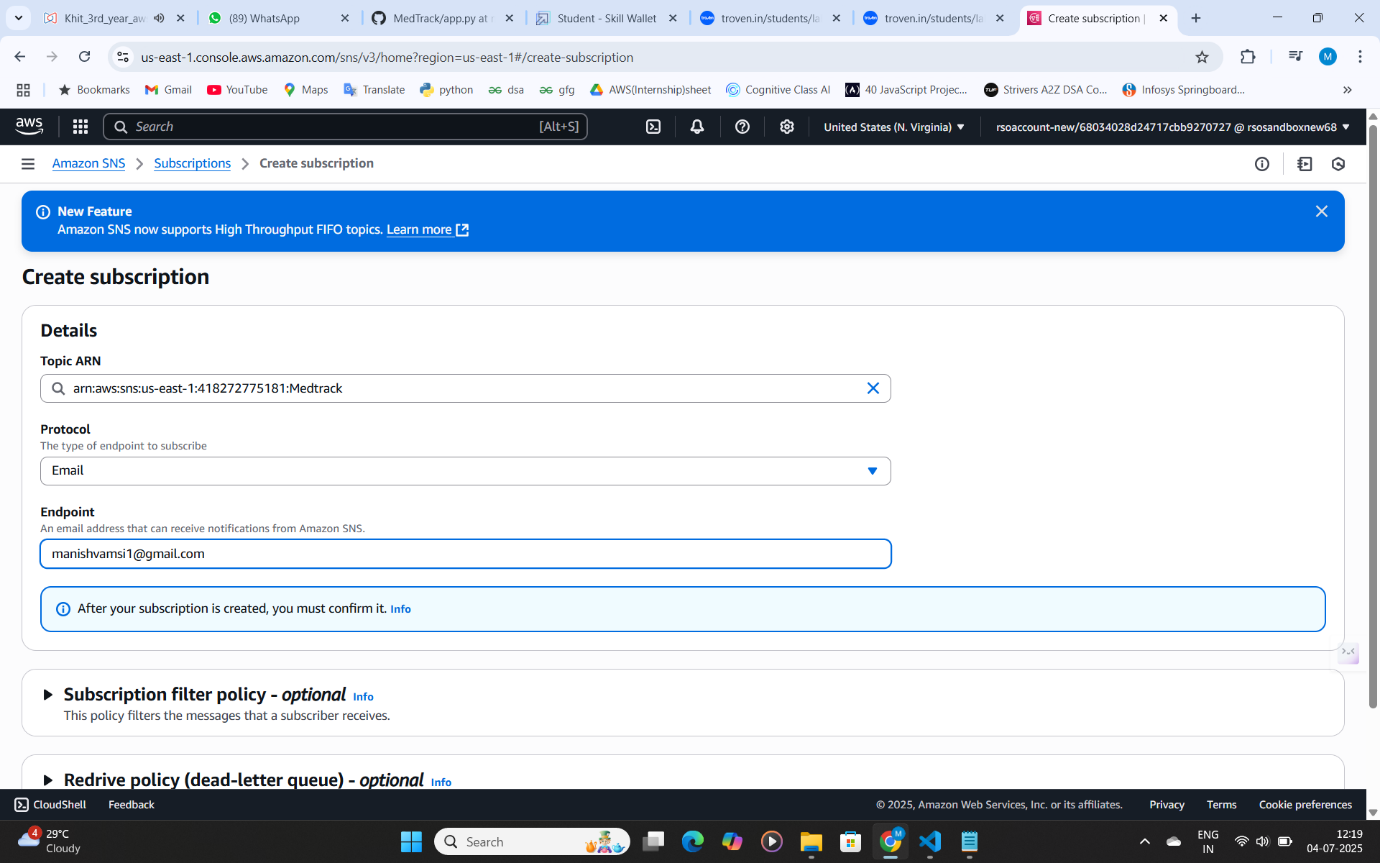 Khit_3rd_year_aw
(89) WhatsApp
MedTrack/app.py at
Student - Skill Wallet
troven.in/students/la
troven.in/students/la
Create subscription |
us-east-1.console.aws.amazon.com/sns/v3/home?region=us-east-1#/create-subscription
M
Bookmarks
Gmail
YouTube
Maps
Translate
python
dsa
gfg
AWS(Internship)sheet
Cognitive Class AI
40 JavaScript Projec...
Strivers A2Z DSA Co...
Infosys Springboard...
aws
Search
[Alt+S]
United States (N. Virginia)
rsoaccount-new/68034028d24717cbb9270727 @ rsosandboxnew68
Amazon SNS
Subscriptions
Create subscription
New Feature
Amazon SNS now supports High Throughput FIFO topics. Learn more
Create subscription
Details
Topic ARN
arn:aws:sns:us-east-1:418272775181:Medtrack
Protocol
The type of endpoint to subscribe
Email
Endpoint
An email address that can receive notifications from Amazon SNS.
manishvamsi1@gmail.com
After your subscription is created, you must confirm it. Info
Subscription filter policy - optional Info
This policy filters the messages that a subscriber receives.
Redrive policy (dead-letter queue) - optional Info
CloudShell
Feedback
© 2025, Amazon Web Services, Inc. or its affiliates.
Privacy
Terms
Cookie preferences
4
29°C
Cloudy
Search
M
ENG
IN
12:19
04-07-2025